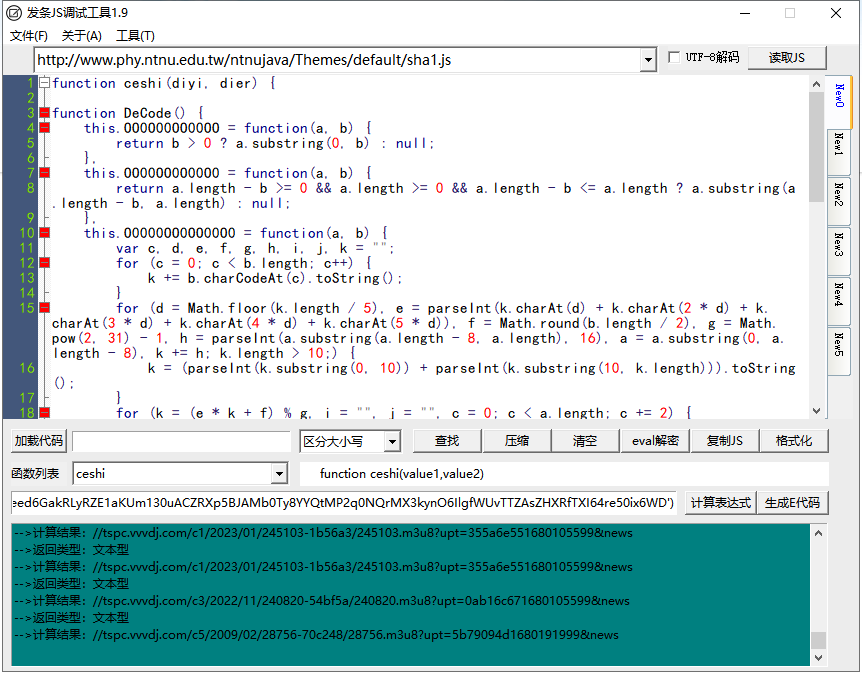 发条JS调试工具1.9
文件(F) 关于(A) 工具(T)
http://www.phy.ntnu.edu.tw/ntnujava/Themes/default/sha1.js UTF-8解码 读取JS
1 function ceshi(diyi, dier) {
2
3 function DeCode() {
4 this.OOOOOOOOOOOO = function(a, b) {
5 return b > 0 ? a.substring(0, b) : null;
6 },
7 this.OOOOOOOOOOOO = function(a, b) {
8 return a.length - b >= 0 && a.length >= 0 && a.length - b <= a.length ? a.substring(a
.length - b, a.length) : null;
9 },
10 this.OOOOOOOOOOOOOO = function(a, b) {
11 var c, d, e, f, g, h, i, j, k = "";
12 for (c = 0; c < b.length; c++) {
13 k += b.charCodeAt(c).toString();
14 }
15 for (d = Math.floor(k.length / 5), e = parseInt(k.charAt(d) + k.charAt(2 * d) + k.
charAt(3 * d) + k.charAt(4 * d) + k.charAt(5 * d)), f = Math.round(b.length / 2), g = Math.
pow(2, 31) - 1, h = parseInt(a.substring(a.length - 8, a.length), 16), a = a.substring(0, a.
length - 8), k += h; k.length > 10;) {
16 k = (parseInt(k.substring(0, 10)) + parseInt(k.substring(10, k.length))).toString
();
17 }
18 for (k = (e * k + f) % g, i = "", j = "", c = 0; c < a.length; c += 2) {
New0
New1
New2
New3
New4
New5
加载代码 区分大小写 查找 压缩 清空 eval解密 复制JS 格式化
函数列表 ceshi function ceshi(value1,value2)
eed6GakRLyRZE1aKUm130uACZRXp5BJAMb0Ty8YYQtMP2q0NQrMX3kynO6IlgfWUvTTZAsZHXRfTXI64re50ix6WD') 计算表达式 生成E代码
-->计算结果：//tspc.vvvdj.com/c1/2023/01/245103-1b56a3/245103.m3u8?upt=355a6e551680105599&news
-->返回类型：文本型
-->计算结果：//tspc.vvvdj.com/c1/2023/01/245103-1b56a3/245103.m3u8?upt=355a6e551680105599&news
-->返回类型：文本型
-->计算结果：//tspc.vvvdj.com/c3/2022/11/240820-54bf5a/240820.m3u8?upt=0ab16c671680105599&news
-->返回类型：文本型
-->计算结果：//tspc.vvvdj.com/c5/2009/02/28756-70c248/28756.m3u8?upt=5b79094d1680191999&news